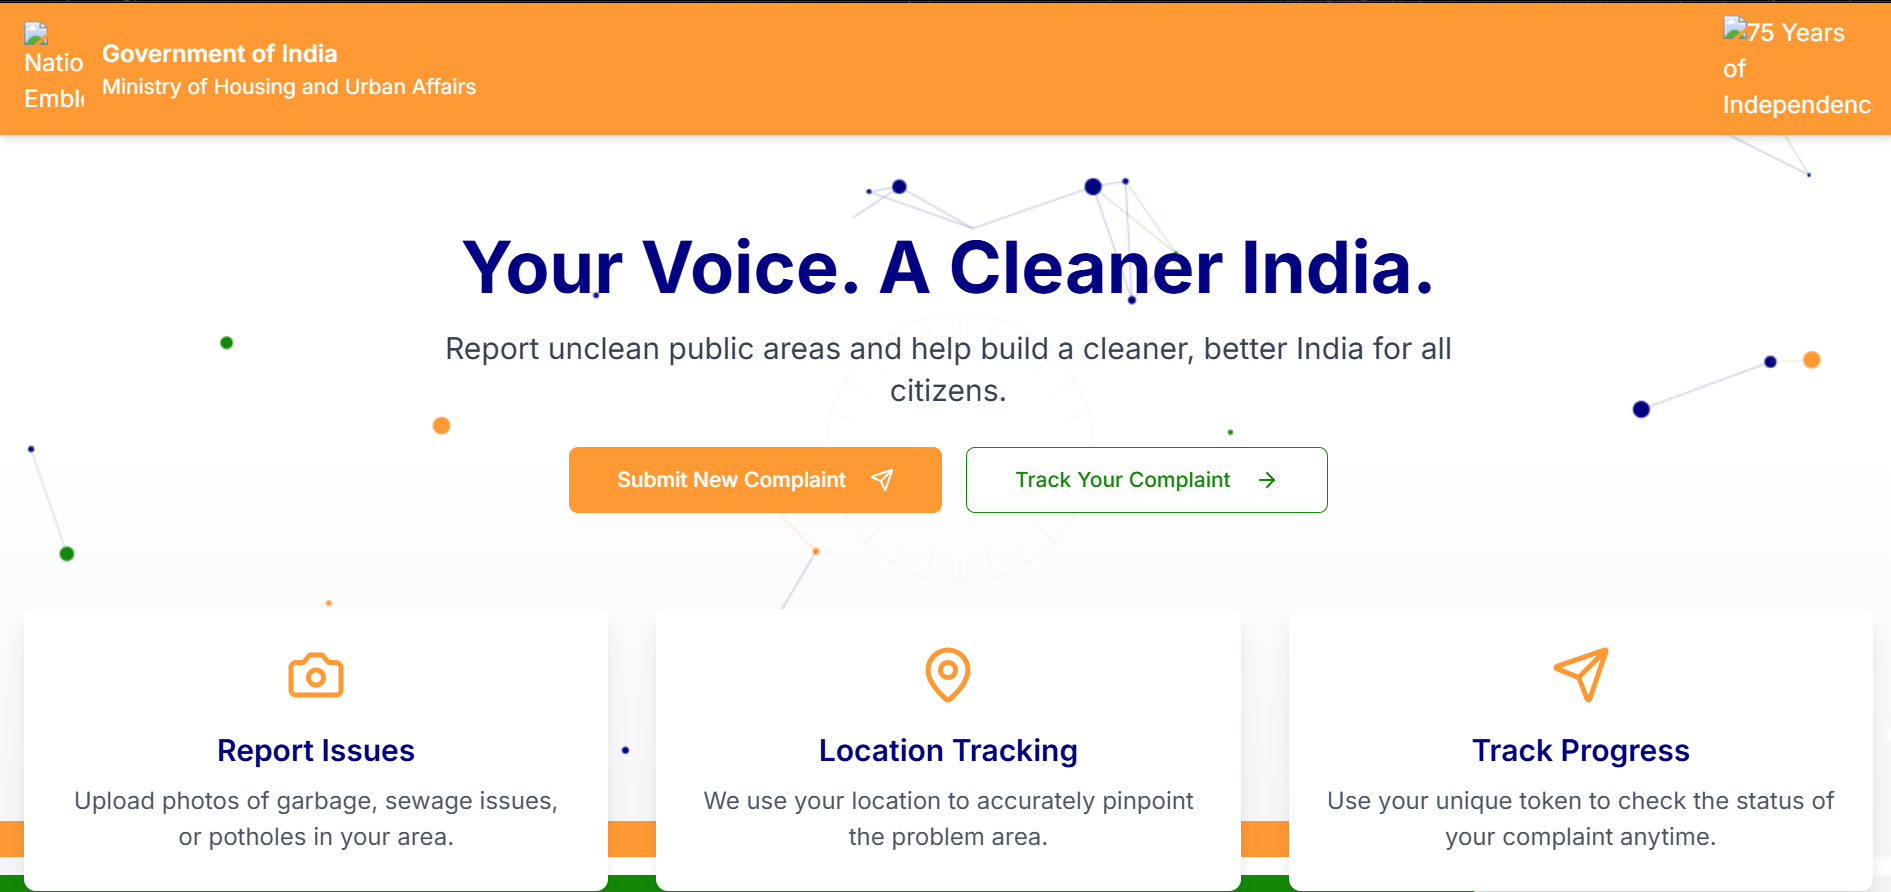 Natio
Embl
Government of India
Ministry of Housing and Urban Affairs
75 Years
of
Independenc
Your Voice. A Cleaner India.
Report unclean public areas and help build a cleaner, better India for all
citizens.
Submit New Complaint
Track Your Complaint
Report Issues
Upload photos of garbage, sewage issues,
or potholes in your area.
Location Tracking
We use your location to accurately pinpoint
the problem area.
Track Progress
Use your unique token to check the status of
your complaint anytime.